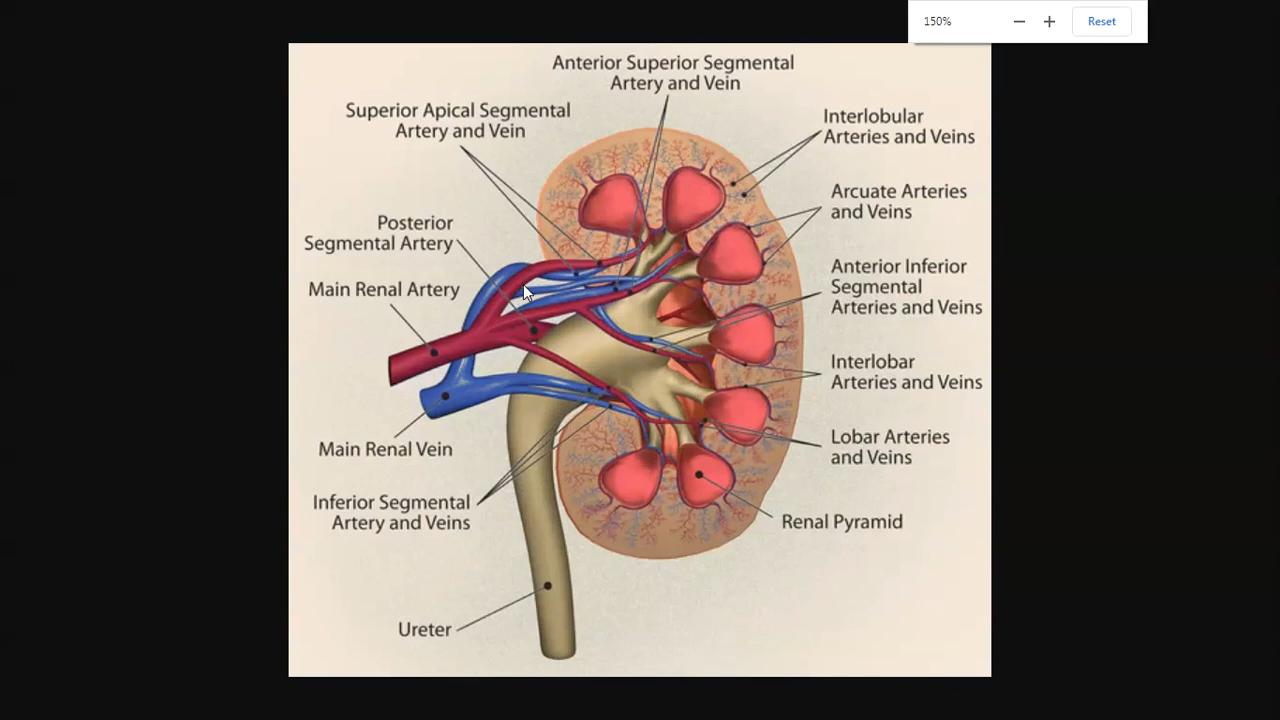 150%
Reset
Anterior Superior Segmental
Artery and Vein
Superior Apical Segmental
Artery and Vein
Interlobular
Arteries and Veins
Arcuate Arteries
and Veins
Posterior
Segmental Artery
Main Renal Artery
Anterior Inferior
Segmental
Arteries and Veins
Interlobar
Arteries and Veins
Main Renal Vein
Lobar Arteries
and Veins
Inferior Segmental
Artery and Veins
Renal Pyramid
Ureter